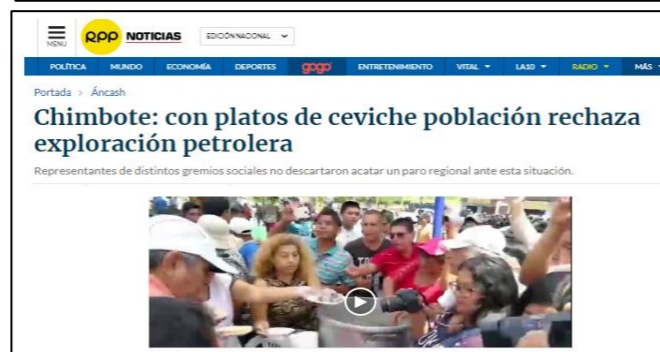 MENU
RPP NOTICIAS
EDICIÓN NACIONAL
POLÍTICA MUNDO ECONOMÍA DEPORTES gogo ENTRETENIMIENTO VITAL LA10 RADIO MÁS
Portada > Áncash
Chimbote: con platos de ceviche población rechaza
exploración petrolera
Representantes de distintos gremios sociales no descartaron acatar un paro regional ante esta situación.